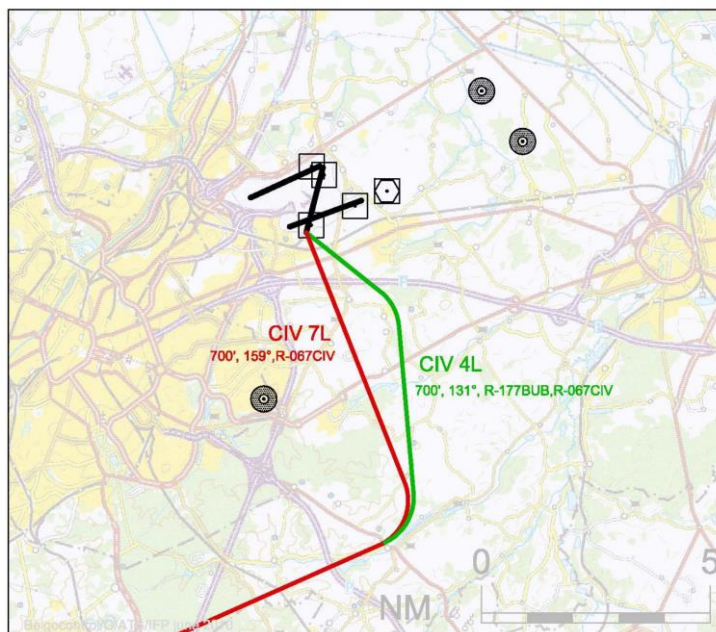 CIV 7L
700', 159°,R-067CIV
CIV 4L
700', 131°, R-177BUB,R-067CIV
0 5
NM